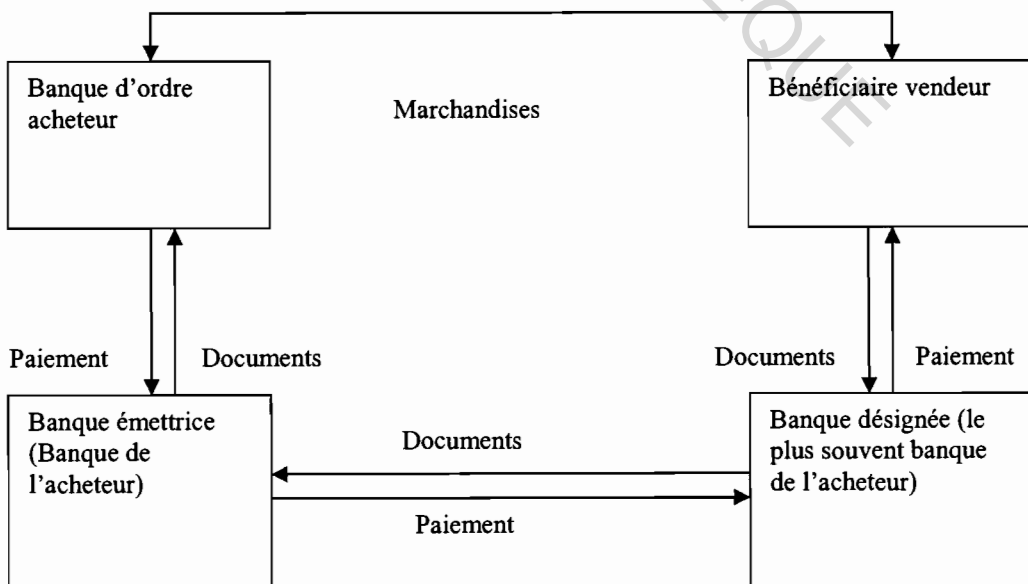 Banque d'ordre
acheteur
Marchandises
Bénéficiaire vendeur
Paiement
Documents
Documents
Paiement
Banque émettrice
(Banque de
l'acheteur)
Documents
Paiement
Banque désignée (le
plus souvent banque
de l'acheteur)